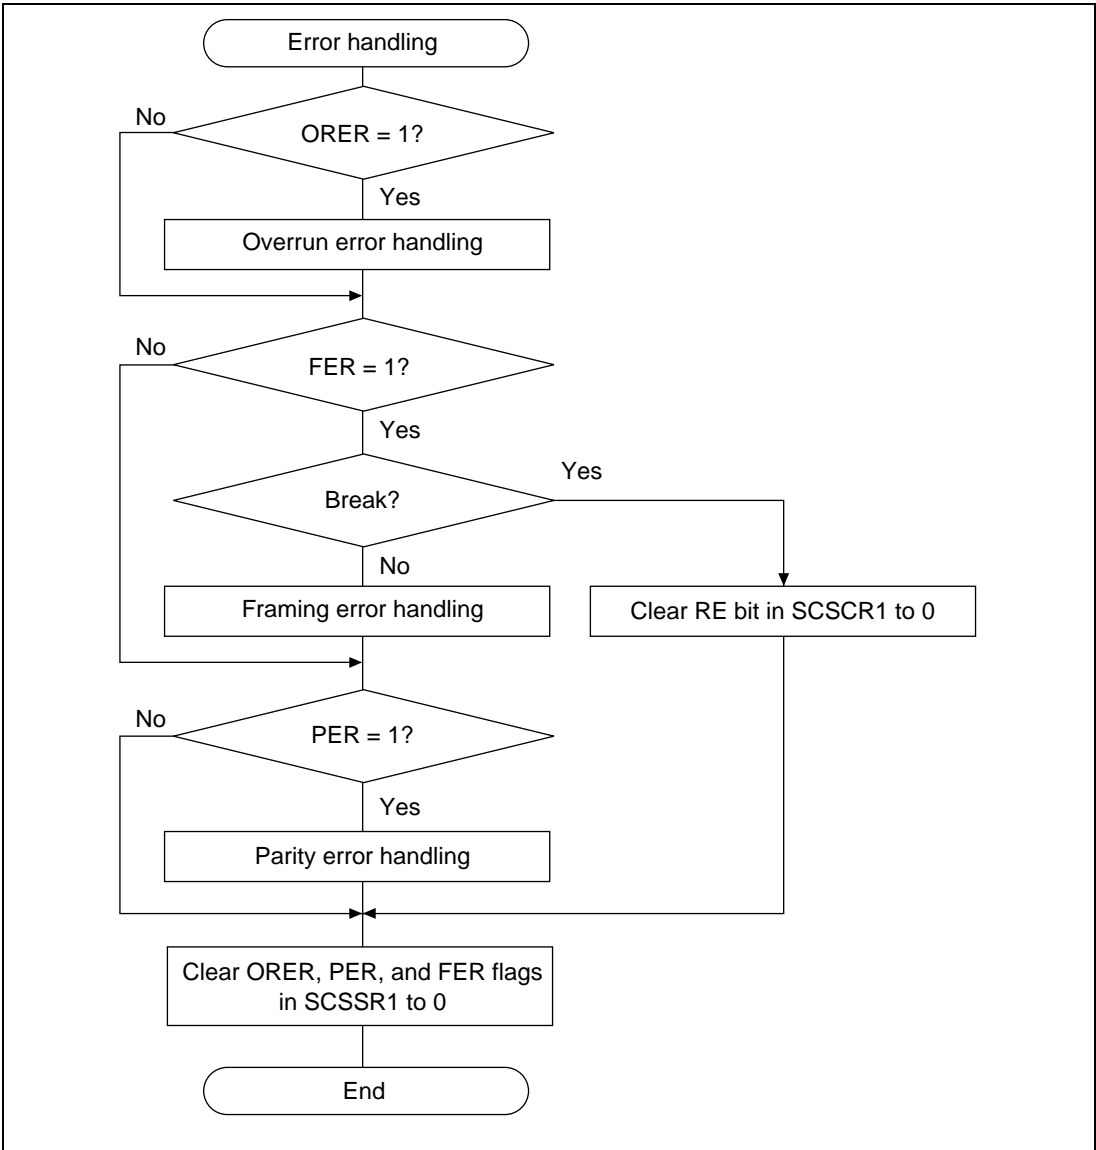 Error handling
No
ORER = 1?
Yes
Overrun error handling
No
FER = 1?
Yes
Yes
Break?
No
Framing error handling
Clear RE bit in SCSCR1 to 0
No
PER = 1?
Yes
Parity error handling
Clear ORER, PER, and FER flags
in SCSSR1 to 0
End